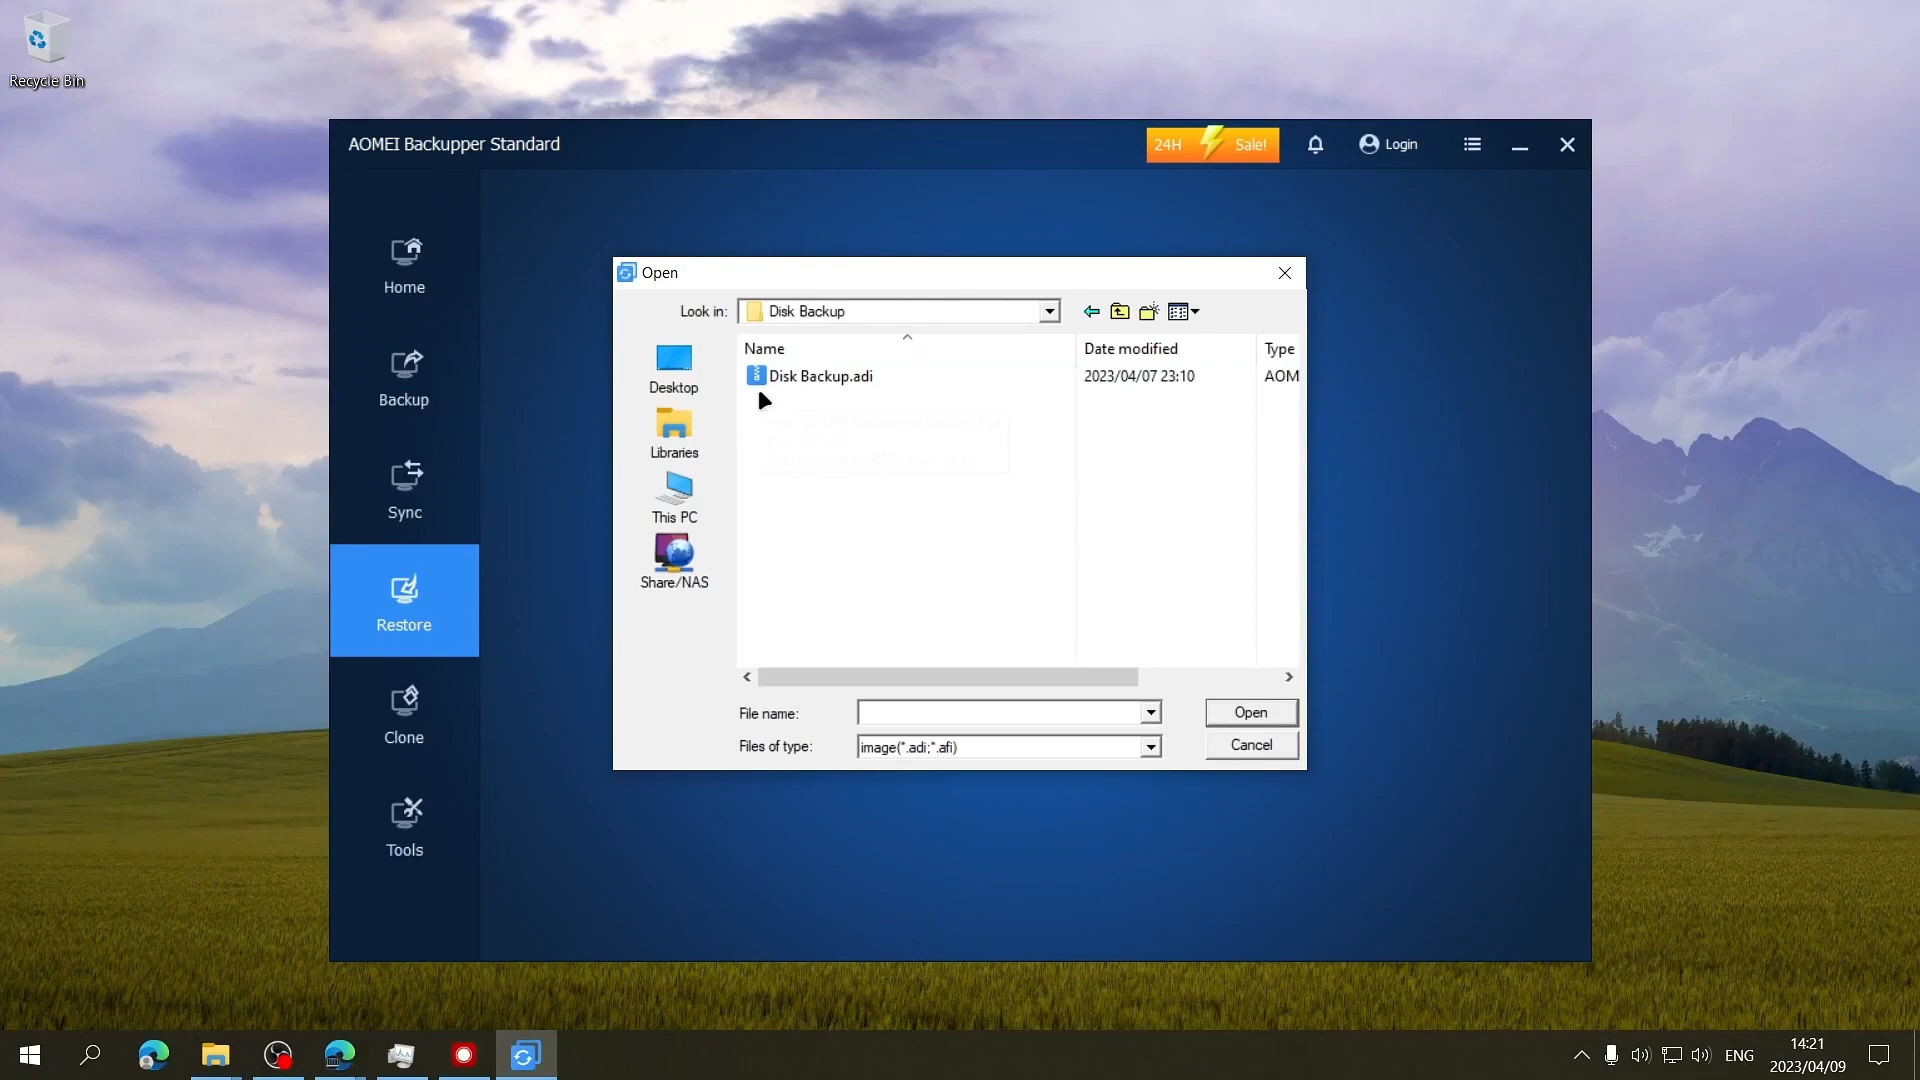 Recycle Bin
AOMEI Backupper Standard
24H Sale!
Login
Home
Backup
Sync
Restore
Clone
Tools
Open
Look in: Disk Backup
Name Date modified Type
Disk Backup.adi 2023/04/07 23:10 AOM
Desktop
Libraries
This PC
Share/NAS
File name: Open
Files of type: image(*.adi;*.afi) Cancel
ENG
14:21
2023/04/09